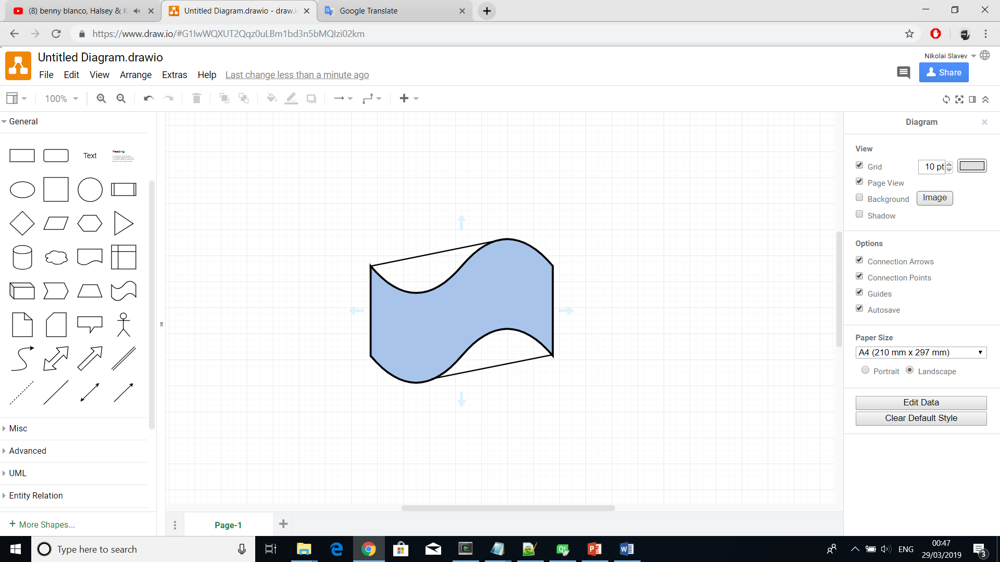 (8) benny blanco, Halsey & K
Untitled Diagram.drawio - draw.i
Google Translate
https://www.draw.io/#G1IwWQXUT2Qqz0uLBm1bd3n5bMQIzi02km
Untitled Diagram.drawio
Nikolai Slavev
File Edit View Arrange Extras Help Last change less than a minute ago
Share
100%
General
Diagram
View
Text
Heading
Grid
10 pt
Page View
Background
Image
Shadow
Options
Connection Arrows
Connection Points
Guides
Autosave
Paper Size
A4 (210 mm x 297 mm)
Portrait
Landscape
Edit Data
Clear Default Style
Misc
Advanced
UML
Entity Relation
+ More Shapes...
Page-1
Type here to search
ENG
00:47
29/03/2019
3